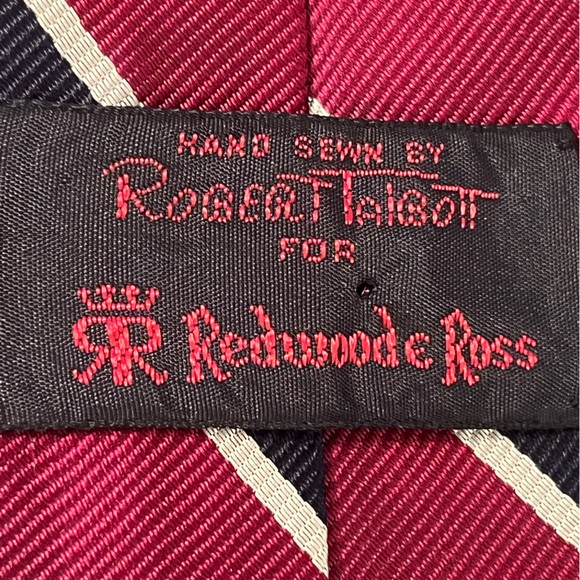 HAND SEWN BY
ROBERT TALBOTT
FOR
RR Redwood & Ross